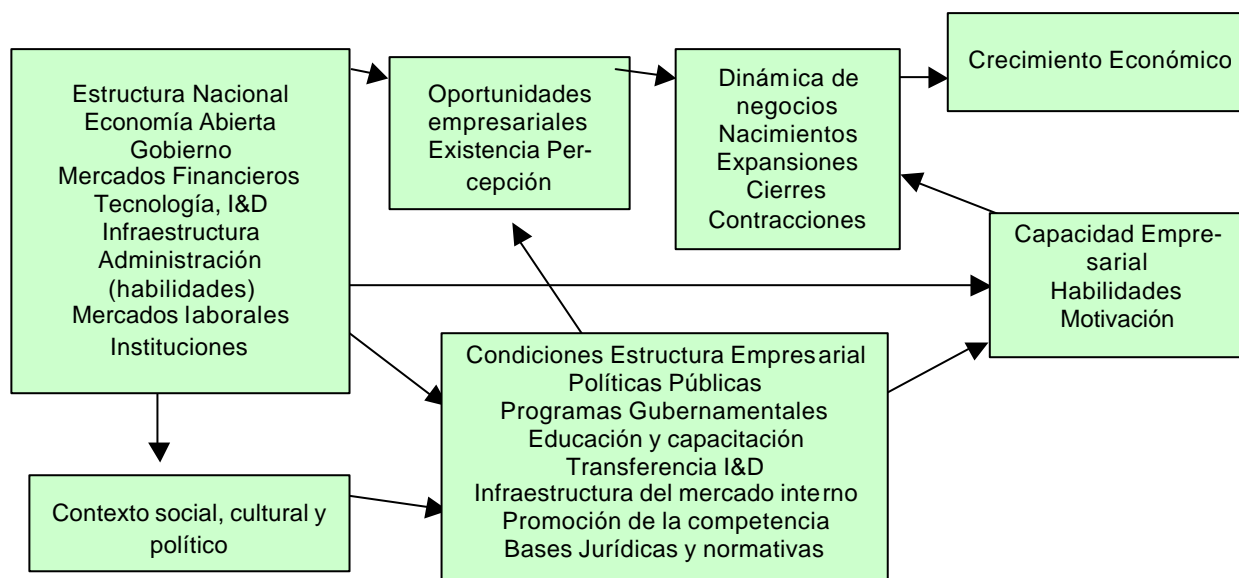 Estructura Nacional
Economía Abierta
Gobierno
Mercados Financieros
Tecnología, I&D
Infraestructura
Administración
(habilidades)
Mercados laborales
Instituciones
Oportunidades
empresariales
Existencia Per-
cepción
Dinámica de
negocios
Nacimientos
Expansiones
Cierres
Contracciones
Crecimiento Económico
Capacidad Empre-
sarial
Habilidades
Motivación
Condiciones Estructura Empresarial
Políticas Públicas
Programas Gubernamentales
Educación y capacitación
Transferencia I&D
Infraestructura del mercado interno
Promoción de la competencia
Bases Jurídicas y normativas
Contexto social, cultural y
político